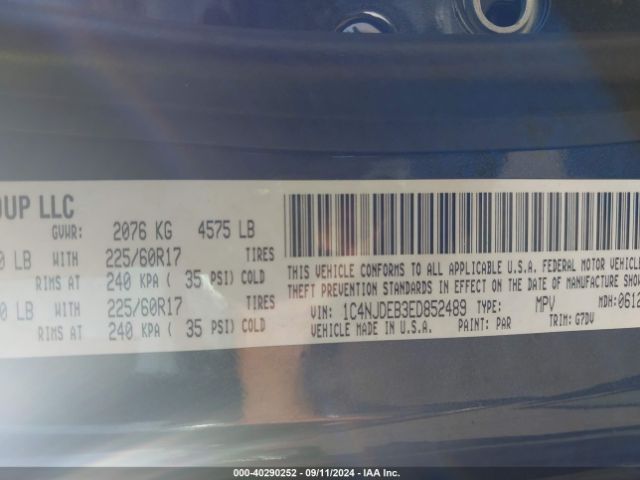 OUP LLC
GVWR: 2076 KG 4575 LB
LB WITH 225/60R17 TIRES
RIMS AT 240 KPA ( 35 PSI) COLD
LB WITH 225/60R17 TIRES
RIMS AT 240 KPA ( 35 PSI) COLD
THIS VEHICLE CONFORMS TO ALL APPLICABLE U.S.A. FEDERAL MOTOR VEHICLE
THEFT PREVENTION STANDARDS IN EFFECT ON THE DATE OF MANUFACTURE SHOW
VIN: 1C4NJDEB3ED852489 TYPE: MPV MDH:061
VEHICLE MADE IN U.S.A. PAINT: PAR TRIM: G7DV
000-40290252 - 09/11/2024 - IAA Inc.